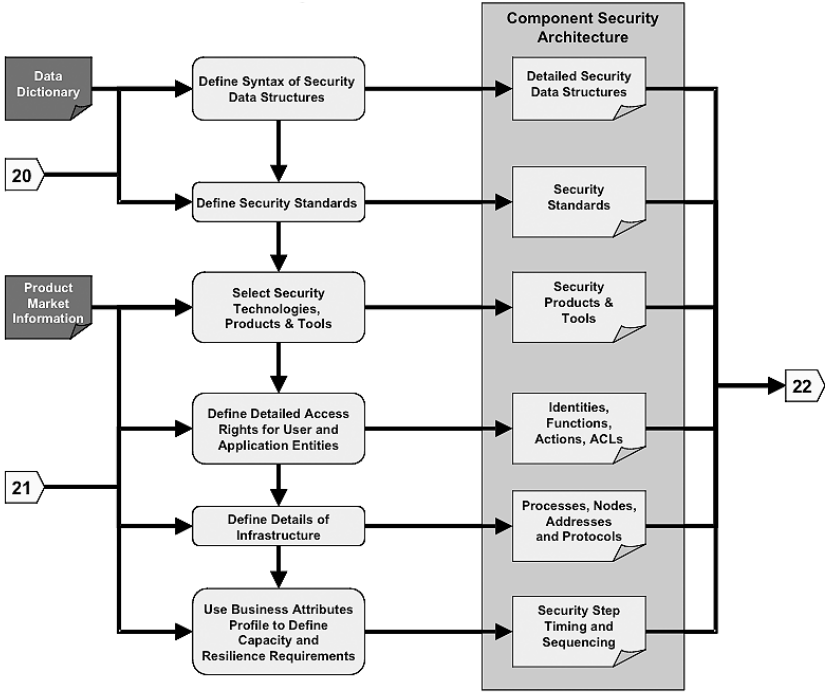 Component Security
Architecture
Data
Dictionary
Define Syntax of Security
Data Structures
Detailed Security
Data Structures
20
Define Security Standards
Security
Standards
Product
Market
Information
Select Security
Technologies,
Products & Tools
Security
Products &
Tools
22
Define Detailed Access
Rights for User and
Application Entities
Identities,
Functions,
Actions, ACLs
21
Define Details of
Infrastructure
Processes, Nodes,
Addresses
and Protocols
Use Business Attributes
Profile to Define
Capacity and
Resilience Requirements
Security Step
Timing and
Sequencing